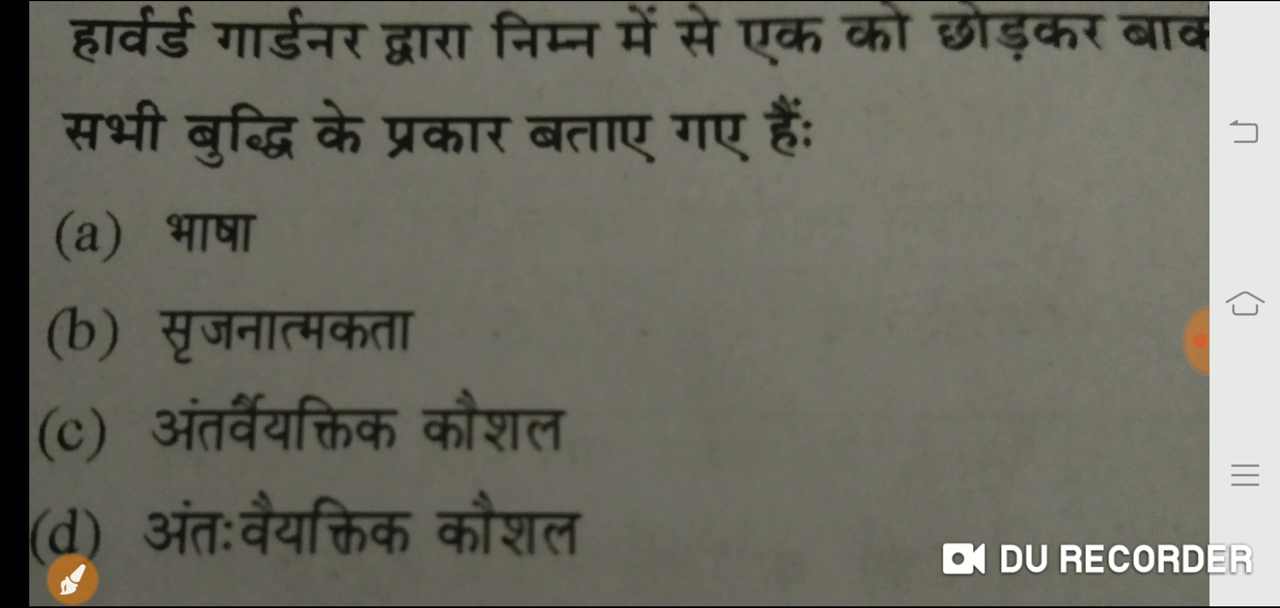 हार्वर्ड गार्डनर द्वारा निम्न में से एक को छोड़कर
सभी बुद्धि के प्रकार बताए गए हैं:
(a) भाषा
(b) सृजनात्मकता
(c) अंतर्वैयक्तिक कौशल
(d) अंतःवैयक्तिक कौशल
DU RECORDER